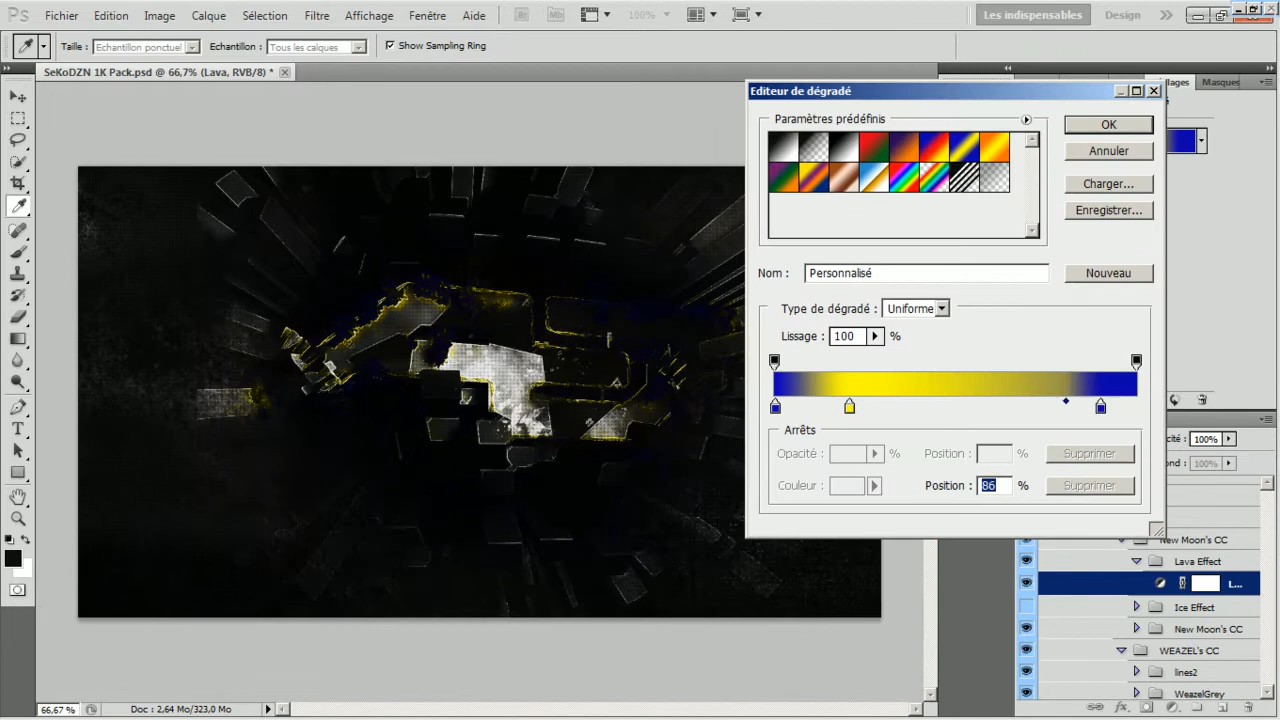 Ps Fichier Edition Image Calque Sélection Filtre Affichage Fenêtre Aide Br Mb 100% Les indispensables Design
Taille : Echantillon ponctuel Echantillon : Tous les calques Show Sampling Ring
SeKoDZN 1K Pack.psd @ 66,7% (Lava, RVB/8) *
Masques
Editeur de dégradé
Paramètres prédéfinis
OK
Annuler
Charger...
Enregistrer...
Nom : Personnalisé Nouveau
Type de dégradé : Uniforme
Lissage : 100 %
Arrêts
Opacité : % Position : % Supprimer
Couleur : Position : 86 % Supprimer
100%
100%
New Moon's CC
Lava Effect
L...
Ice Effect
New Moon's CC
WEAZEL's CC
lines2
WeazelGrey
66,67 % Doc : 2,64 Mo/323,0 Mo